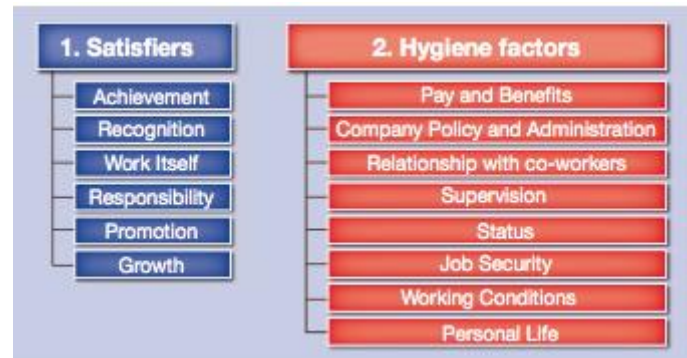 1. Satisfiers
Achievement
Recognition
Work Itself
Responsibility
Promotion
Growth
2. Hygiene factors
Pay and Benefits
Company Policy and Administration
Relationship with co-workers
Supervision
Status
Job Security
Working Conditions
Personal Life